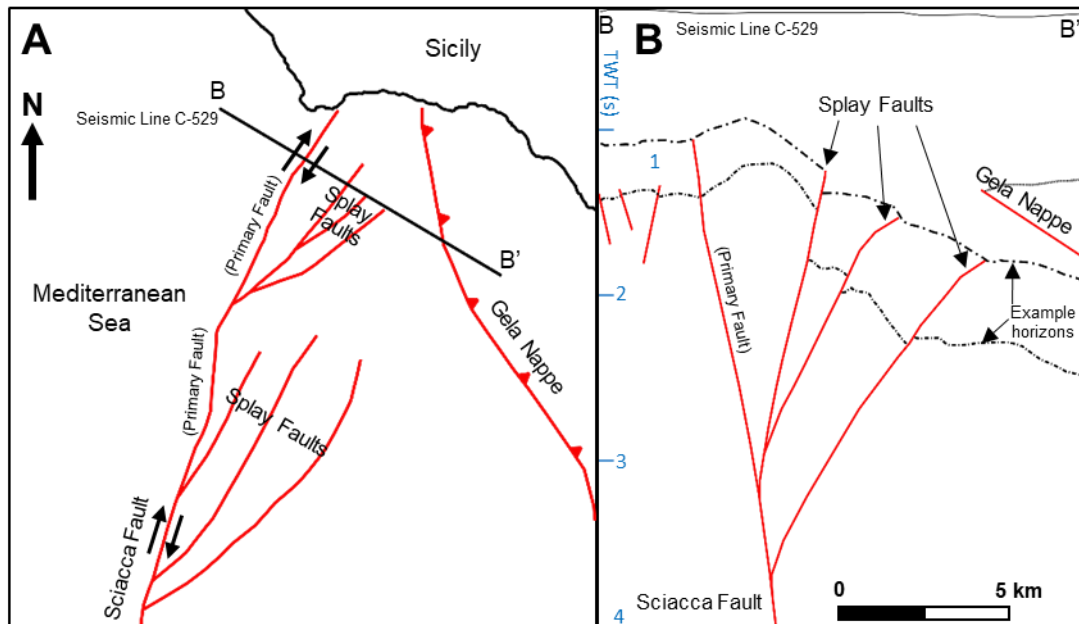 A
Sicily
N
B
Seismic Line C-529
(Primary Fault)
Splay
Faults
B'
Mediterranean
Sea
Gela Nappe
(Primary Fault)
Splay Faults
Sciacca Fault
B
B
Seismic Line C-529
B'
TWT (s)
Splay Faults
1
Gela Nappe
2
(Primary Fault)
Example
horizons
3
0
5 km
Sciacca Fault
4